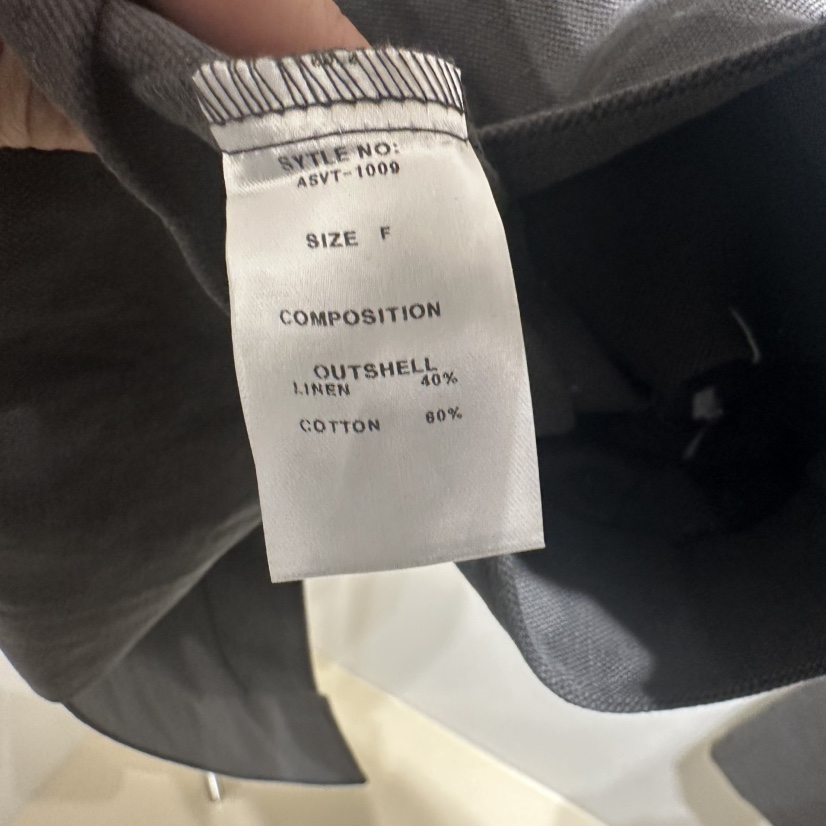 SYTLE NO:
ASVT-1009
SIZE F
COMPOSITION
OUTSHELL
LINEN 40%
COTTON 60%